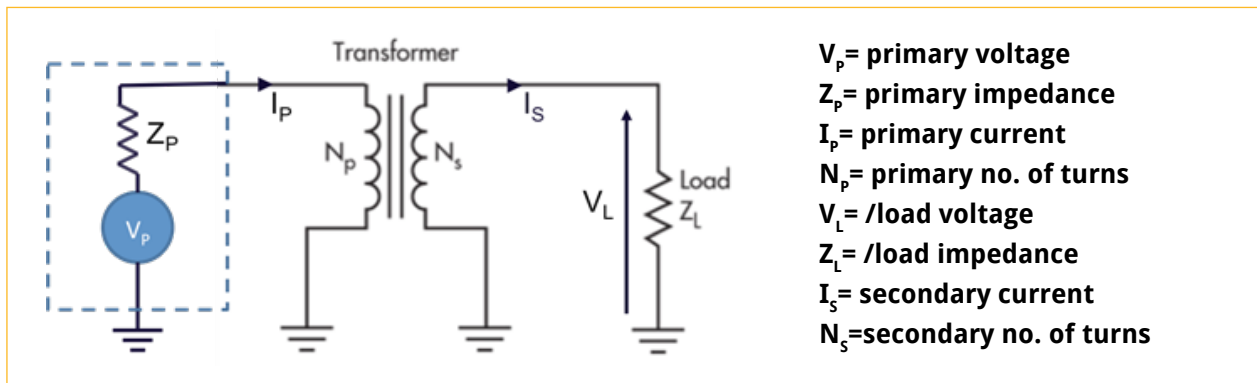 Transformer
I_P
I_S
Z_P
N_p
N_s
V_P
V_L
Load
Z_L
V_P= primary voltage
Z_P= primary impedance
I_P= primary current
N_P= primary no. of turns
V_L= /load voltage
Z_L= /load impedance
I_S= secondary current
N_S=secondary no. of turns